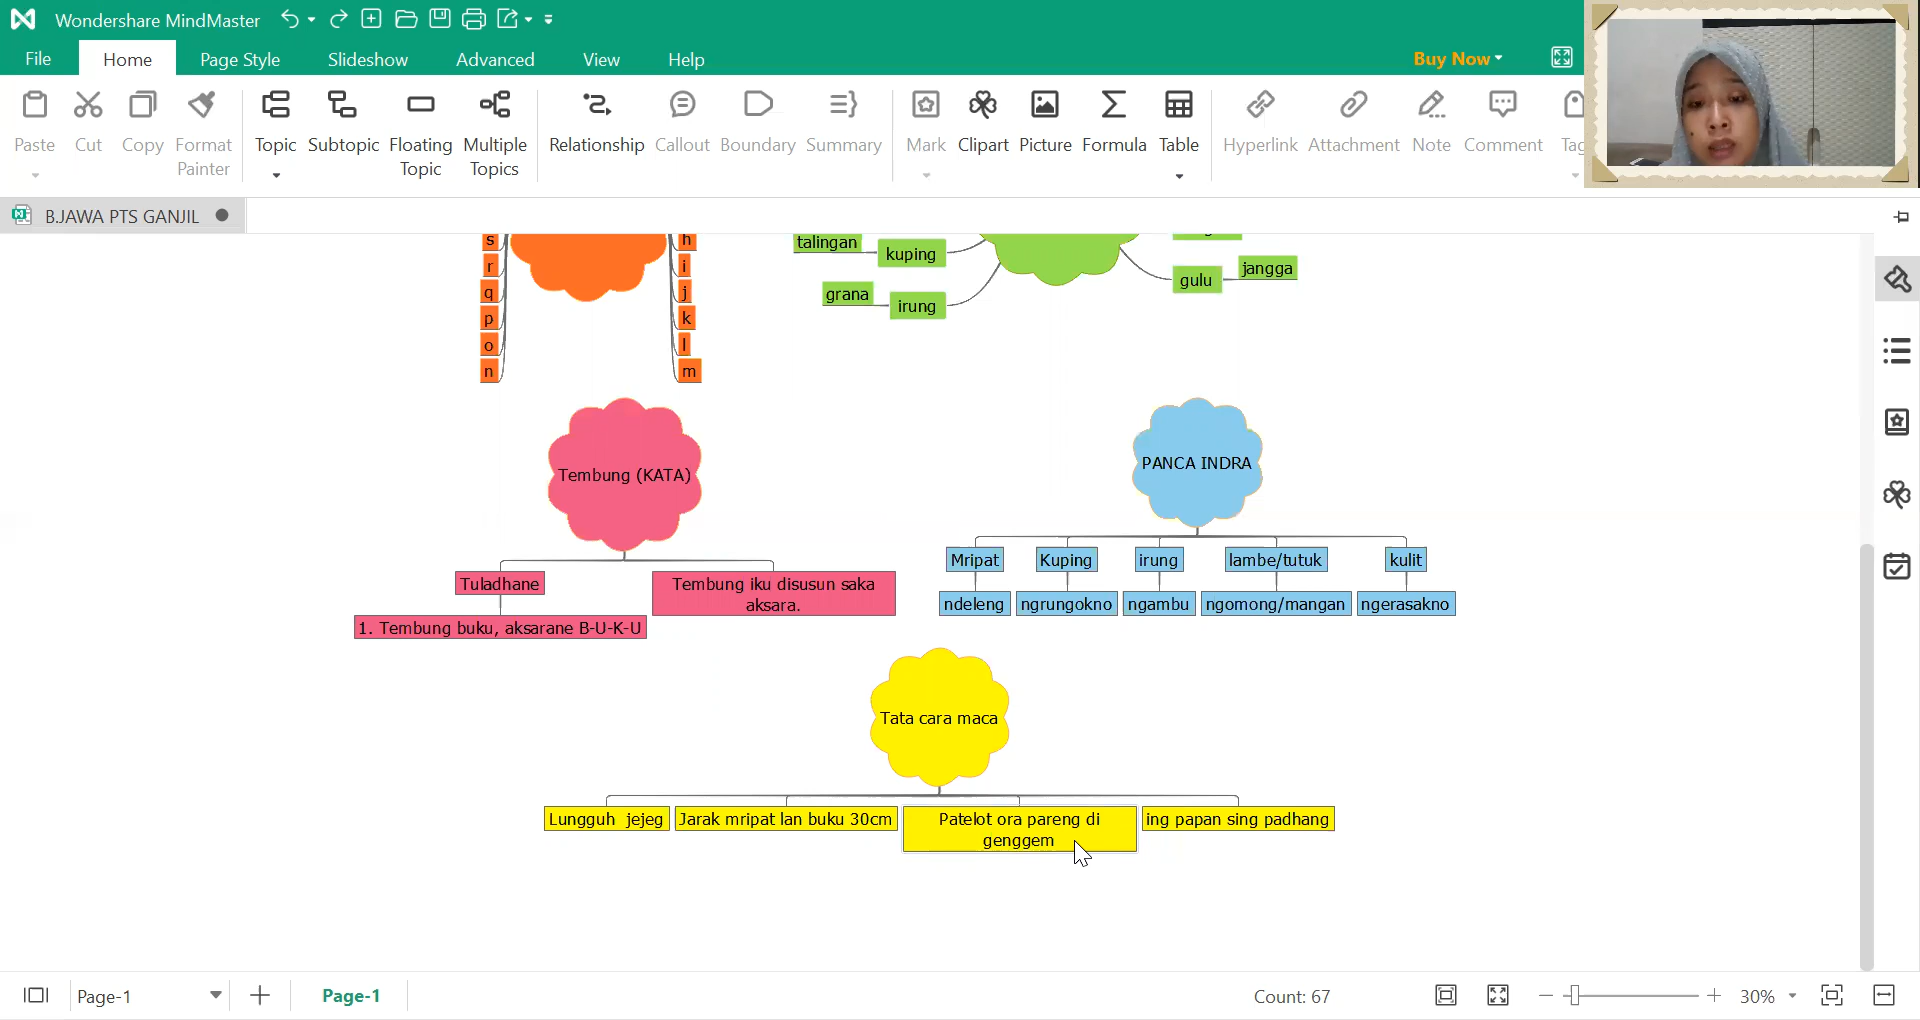 Wondershare MindMaster
File Home Page Style Slideshow Advanced View Help Buy Now
Paste Cut Copy Format Painter Topic Subtopic Floating Topic Multiple Topics Relationship Callout Boundary Summary Mark Clipart Picture Formula Table Hyperlink Attachment Note Comment Tag
B.JAWA PTS GANJIL
s h talingan kuping
r i jangga
q j grana irung gulu
p k
o l
n m
Tembung (KATA)
PANCA INDRA
Mripat Kuping irung lambe/tutuk kulit
Tuladhane
Tembung iku disusun saka
aksara.
ndeleng ngrungokno ngambu ngomong/mangan ngerasakno
1. Tembung buku, aksarane B-U-K-U
Tata cara maca
Lungguh jejeg
Jarak mripat lan buku 30cm
Patelot ora pareng di
genggem
ing papan sing padhang
Page-1 Page-1 Count: 67 30%